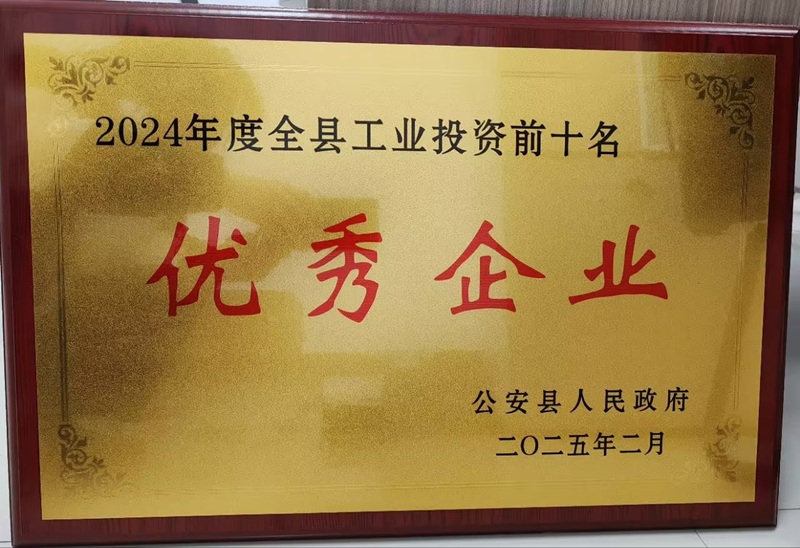 2024年度全县工业投资前十名
优秀企业
公安县人民政府
二〇二五年二月